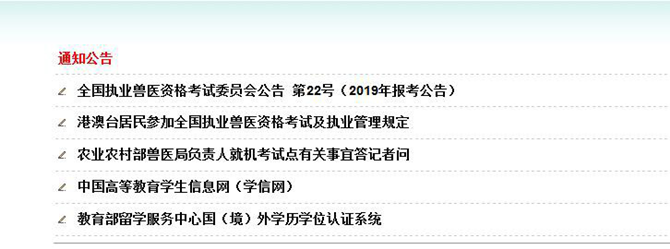 通知公告
全国执业兽医资格考试委员会公告 第22号（2019年报考公告）
港澳台居民参加全国执业兽医资格考试及执业管理规定
农业农村部兽医局负责人就机考试点有关事宜答记者问
中国高等教育学生信息网（学信网）
教育部留学服务中心国（境）外学历学位认证系统